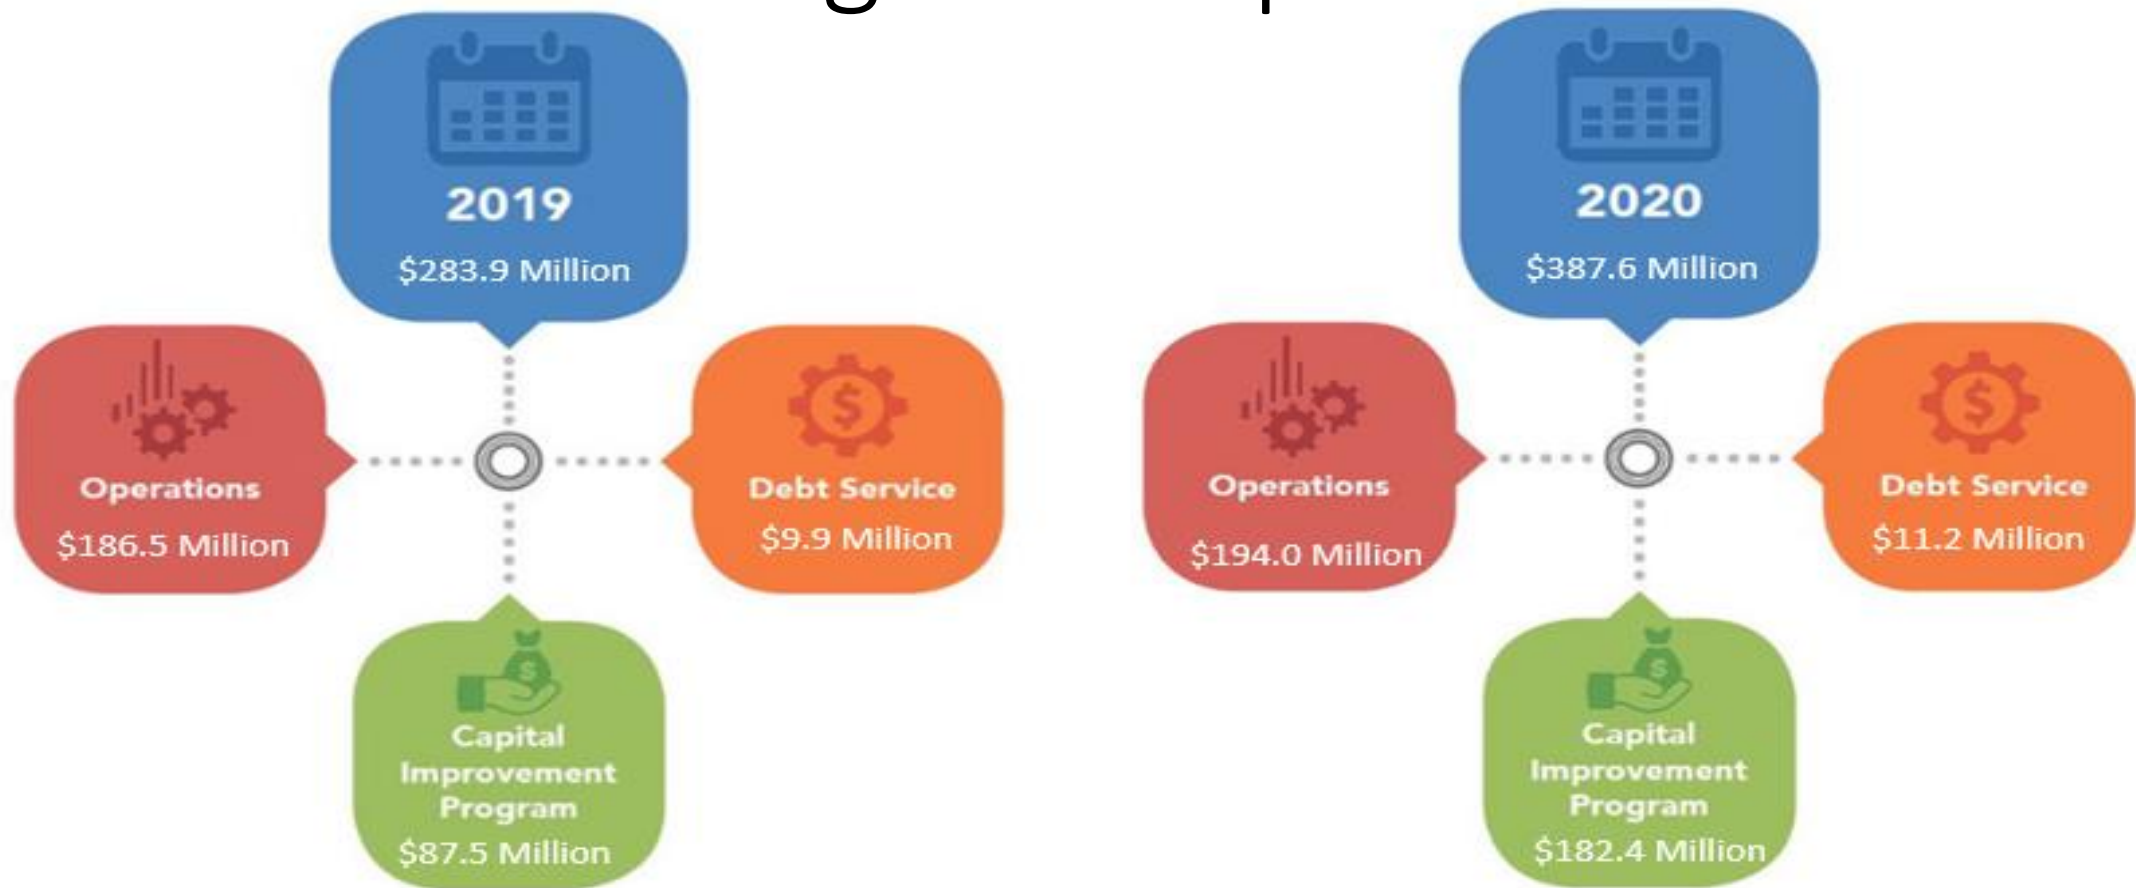 2019
$283.9 Million
Operations
$186.5 Million
Debt Service
$9.9 Million
Capital
Improvement
Program
$87.5 Million
2020
$387.6 Million
Operations
$194.0 Million
Debt Service
$11.2 Million
Capital
Improvement
Program
$182.4 Million